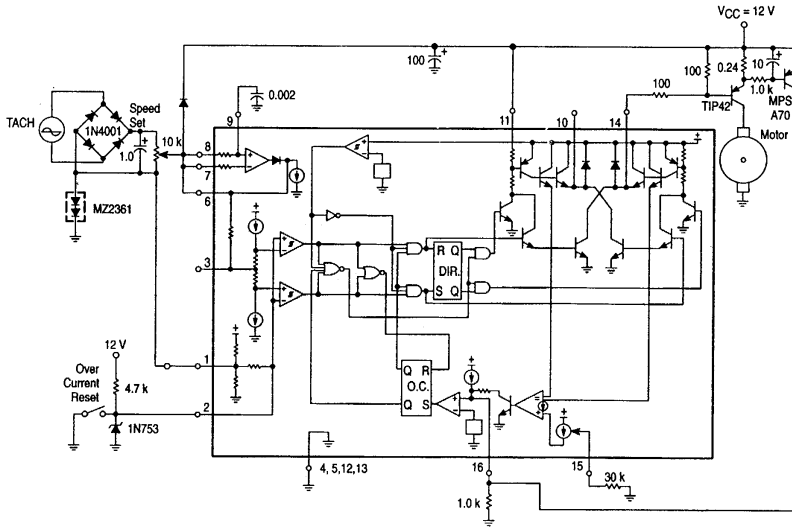 VCC = 12 V
100
0.24
10
100
100
1.0 k
TIP42
MPS
A70
Motor
TACH
1N4001
Speed
Set
1.0
10 k
9
0.002
11
10
14
8
7
6
MZ2361
3
R Q
DIR.
S Q
12 V
Over
Current
Reset
4.7 k
1N753
1
2
Q R
O.C.
Q S
4, 5,12, 13
16
15
1.0 k
30 k